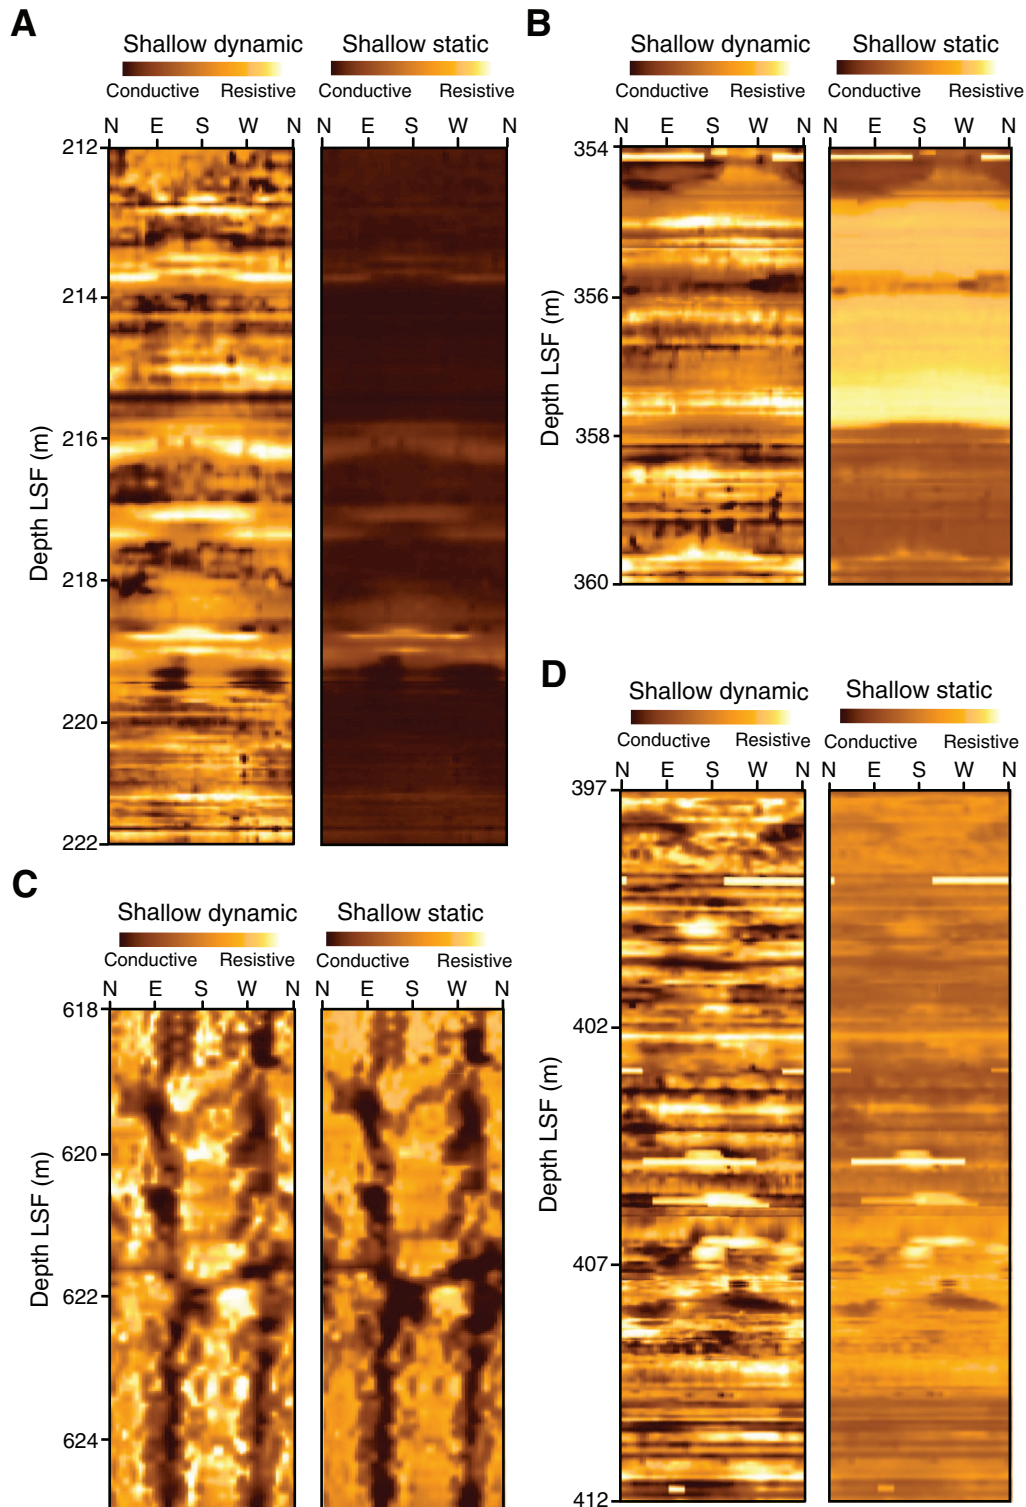 A
Shallow dynamic Shallow static
Conductive Resistive Conductive Resistive
N E S W N N E S W N
212
214
216
218
220
222
Depth LSF (m)
B
Shallow dynamic Shallow static
Conductive Resistive Conductive Resistive
N E S W N N E S W N
354
356
358
360
Depth LSF (m)
C
Shallow dynamic Shallow static
Conductive Resistive Conductive Resistive
N E S W N N E S W N
618
620
622
624
Depth LSF (m)
D
Shallow dynamic Shallow static
Conductive Resistive Conductive Resistive
N E S W N N E S W N
397
402
407
412
Depth LSF (m)